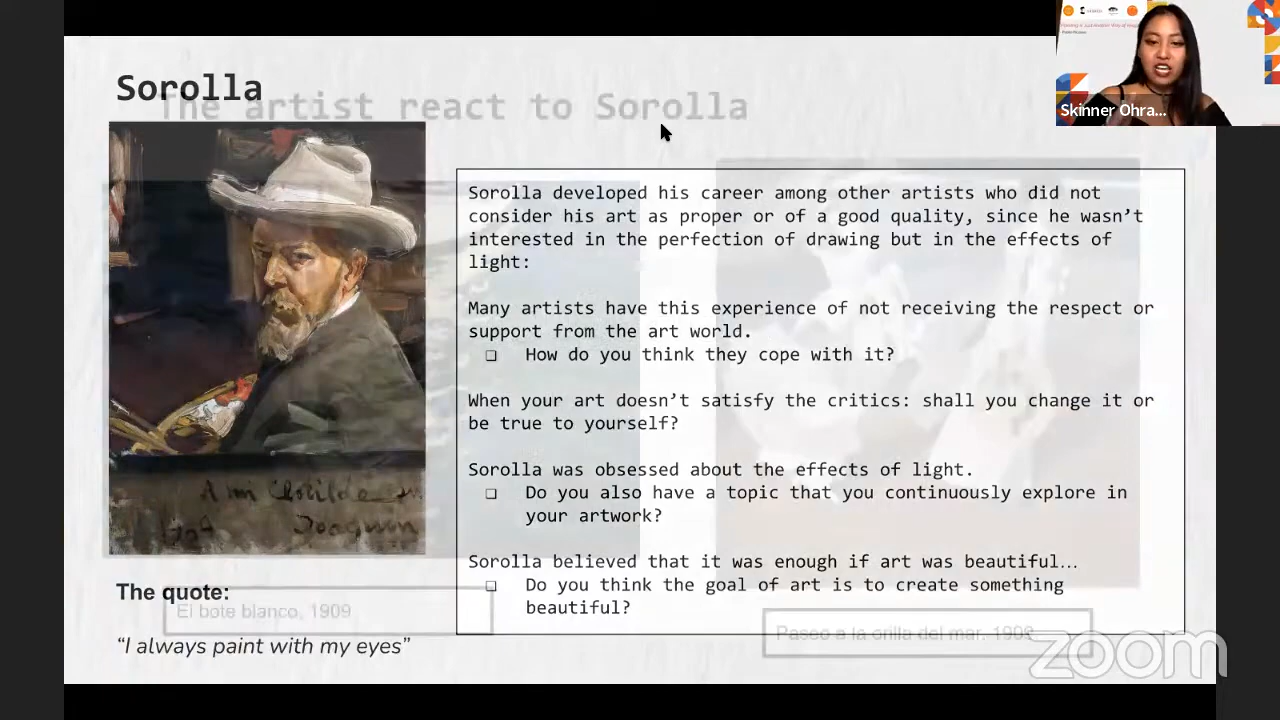 Sorolla
The artist react to Sorolla
Sorolla developed his career among other artists who did not
consider his art as proper or of a good quality, since he wasn’t
interested in the perfection of drawing but in the effects of
light:
Many artists have this experience of not receiving the respect or
support from the art world.
❑ How do you think they cope with it?
When your art doesn’t satisfy the critics: shall you change it or
be true to yourself?
Sorolla was obsessed about the effects of light.
❑ Do you also have a topic that you continuously explore in
your artwork?
Sorolla believed that it was enough if art was beautiful…
❑ Do you think the goal of art is to create something
beautiful?
A mi Clotilde
Joaquin
The quote:
“I always paint with my eyes”
El bote blanco, 1909
Paseo a la orilla del mar. 1909
Skinner Ohra...
zoom